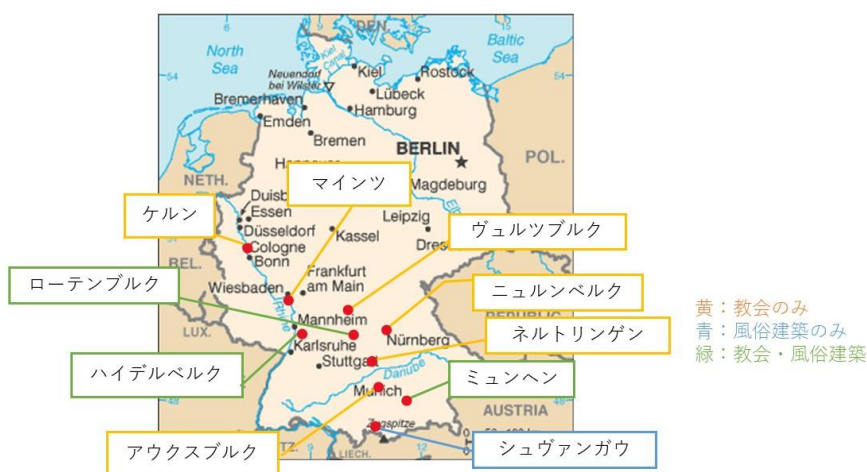 DEN.
North
Sea
Baltic
Sea
Kiel
Canal
Kiel
Rostock
Neuendorf
bei Wilster
Lübeck
Hamburg
Bremerhaven
Emden
Bremen
BERLIN
POL.
NETH.
マインツ
Magdeburg
ケルン
Essen
Düsseldorf
Kassel
Leipzig
ヴュルツブルク
Cologne
Bonn
BEL.
Frankfurt
am Main
ローテンブルク
Wiesbaden
ニュルンベルク
黄：教会のみ
青：風俗建築のみ
緑：教会・風俗建築
Mannheim
Nürnberg
ネルトリンゲン
LUX.
Karlsruhe
Stuttgart
ハイデルベルク
Danube
ミュンヘン
Munich
AUSTRIA
アウクスブルク
Zugspitze
シュヴァンガウ
LIECH.
12